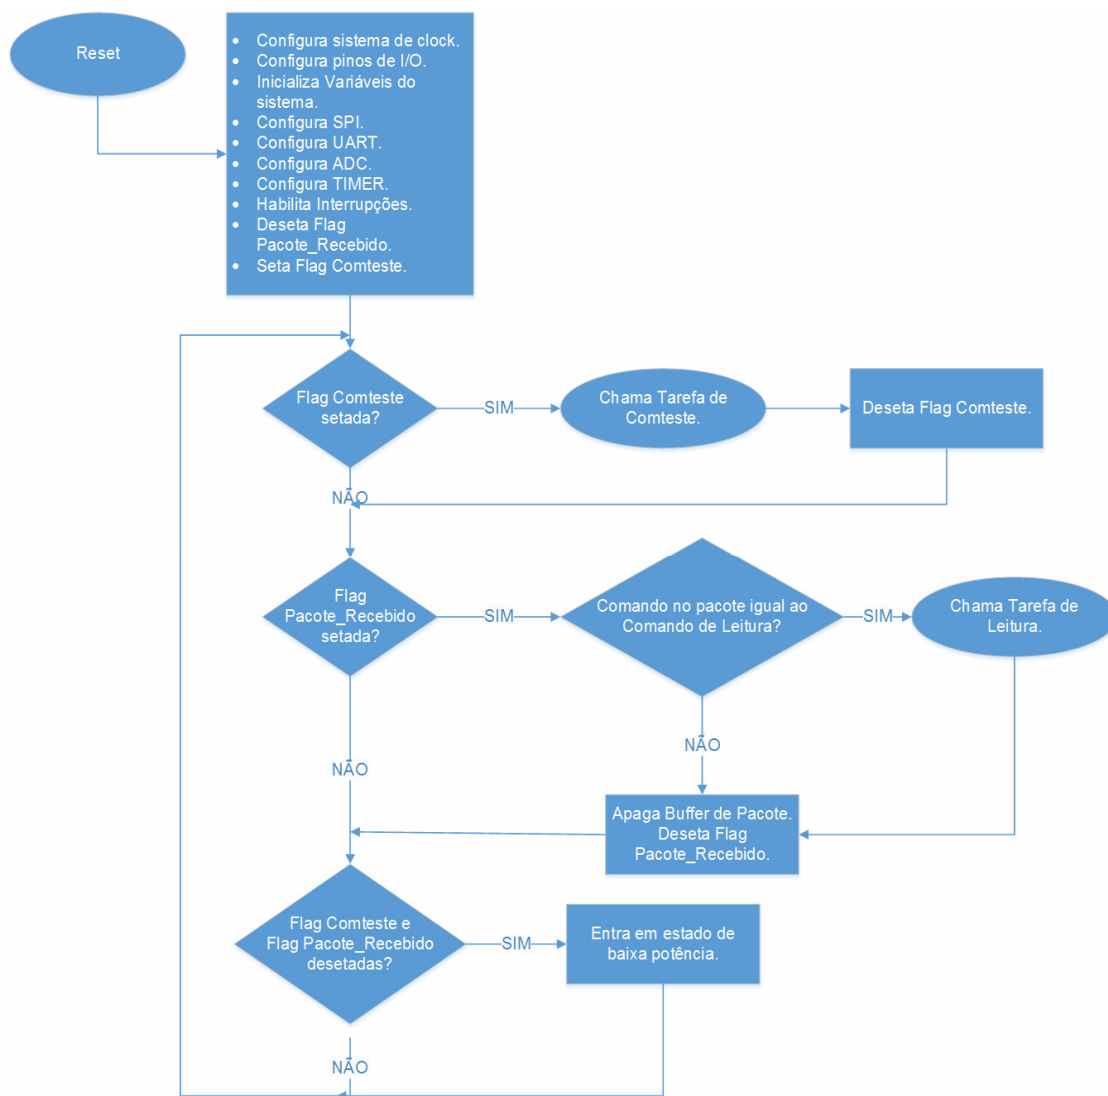 Reset
• Configura sistema de clock.
• Configura pinos de I/O.
• Inicializa Variáveis do
sistema.
• Configura SPI.
• Configura UART.
• Configura ADC.
• Configura TIMER.
• Habilita Interrupções.
• Deseta Flag
Pacote_Recebido.
• Seta Flag Comteste.
Flag Comteste
setada?
SIM
Chama Tarefa de
Comteste.
Deseta Flag Comteste.
NÃO
Flag
Pacote_Recebido
setada?
SIM
Comando no pacote igual ao
Comando de Leitura?
SIM
Chama Tarefa de
Leitura.
NÃO
NÃO
Apaga Buffer de Pacote.
Deseta Flag
Pacote_Recebido.
Flag Comteste e
Flag Pacote_Recebido
desetadas?
SIM
Entra em estado de
baixa potência.
NÃO